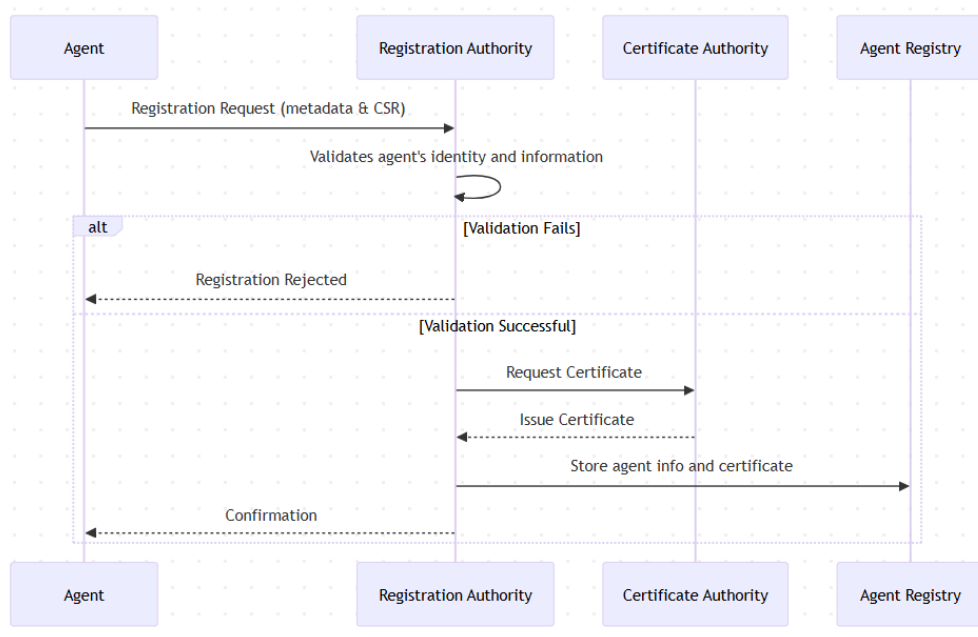 Agent
Registration Authority
Certificate Authority
Agent Registry
Registration Request (metadata & CSR)
Validates agent's identity and information
alt
[Validation Fails]
Registration Rejected
[Validation Successful]
Request Certificate
Issue Certificate
Store agent info and certificate
Confirmation
Agent
Registration Authority
Certificate Authority
Agent Registry